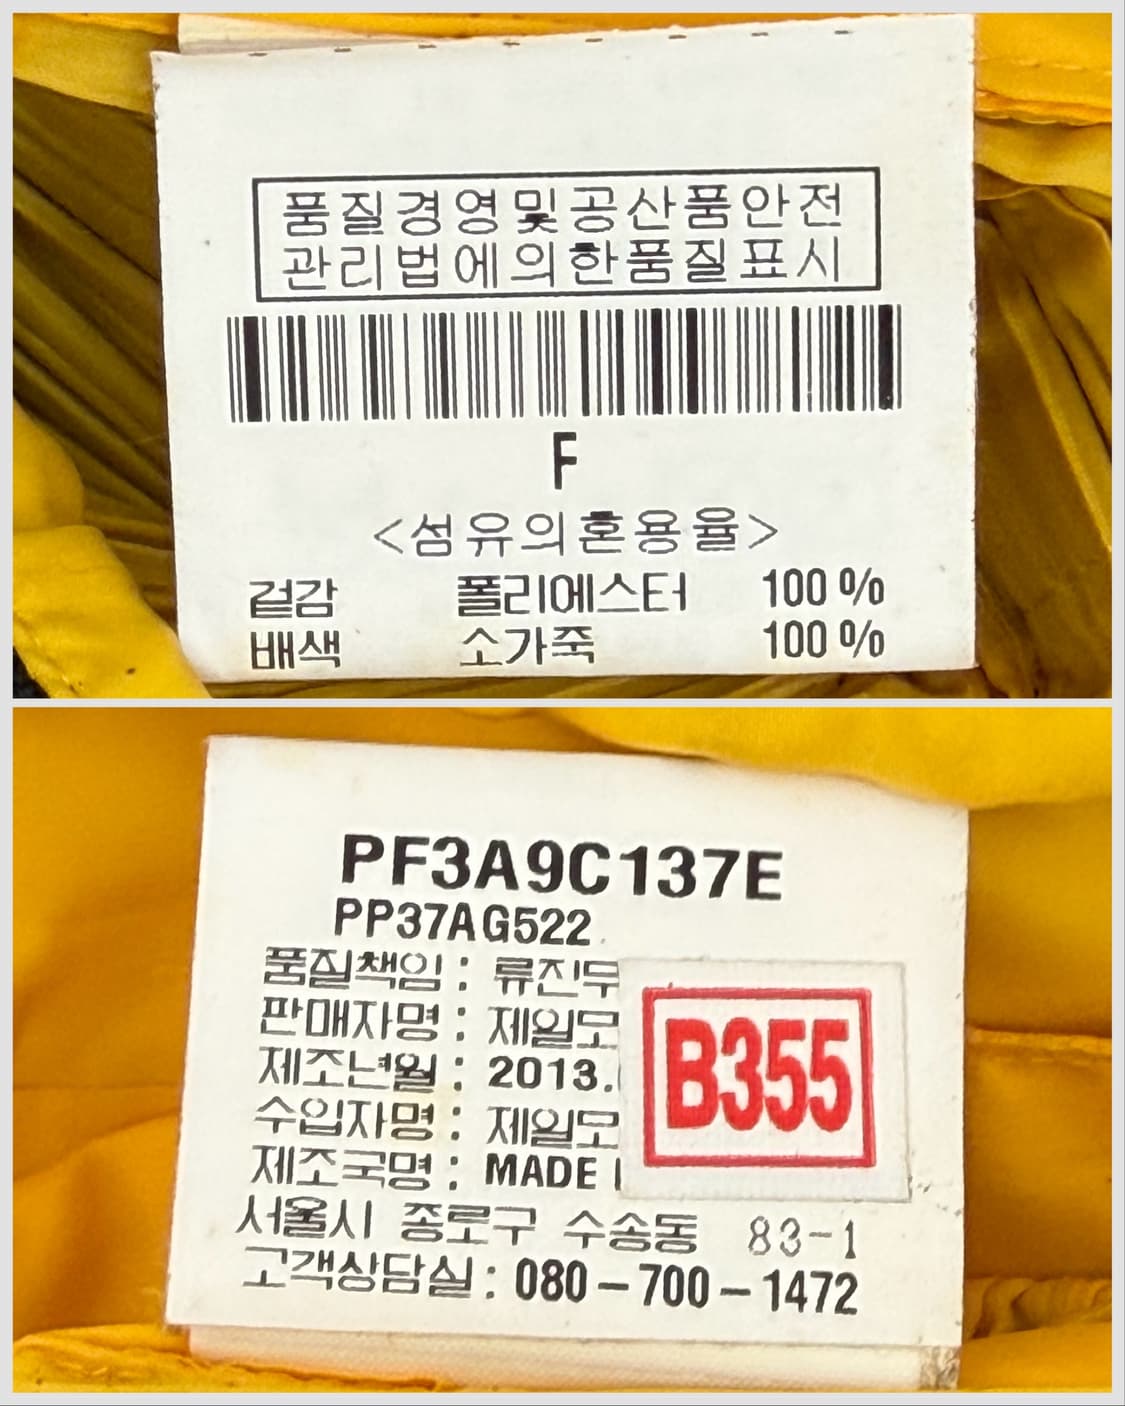 품질경영및공산품안전
관리법에의한품질표시
F
<섬유의혼용율>
겉감 폴리에스터 100 %
배색 소가죽 100 %
PF3A9C137E
PP37AG522
품질책임 : 류진무
판매자명 : 제일모
제조년월 : 2013.
수입자명 : 제일모
제조국명 : MADE
B355
서울시 종로구 수송동 83-1
고객상담실 : 080-700-1472